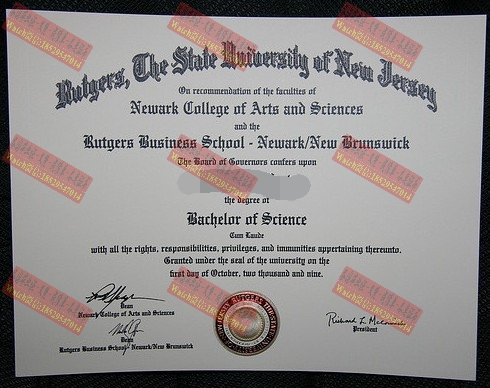 Rutgers, The State University of New Jersey
On recommendation of the faculties of
Newark College of Arts and Sciences
and the
Rutgers Business School - Newark/New Brunswick
The Board of Governors confers upon
the degree of
Bachelor of Science
Cum Laude
with all the rights, responsibilities, privileges, and immunities appertaining thereunto.
Granted under the seal of the university on the
first day of October, two thousand and nine.
Dean
Newark College of Arts and Sciences
Dean
Rutgers Business School, Newark/New Brunswick
Richard L. McCormick
President